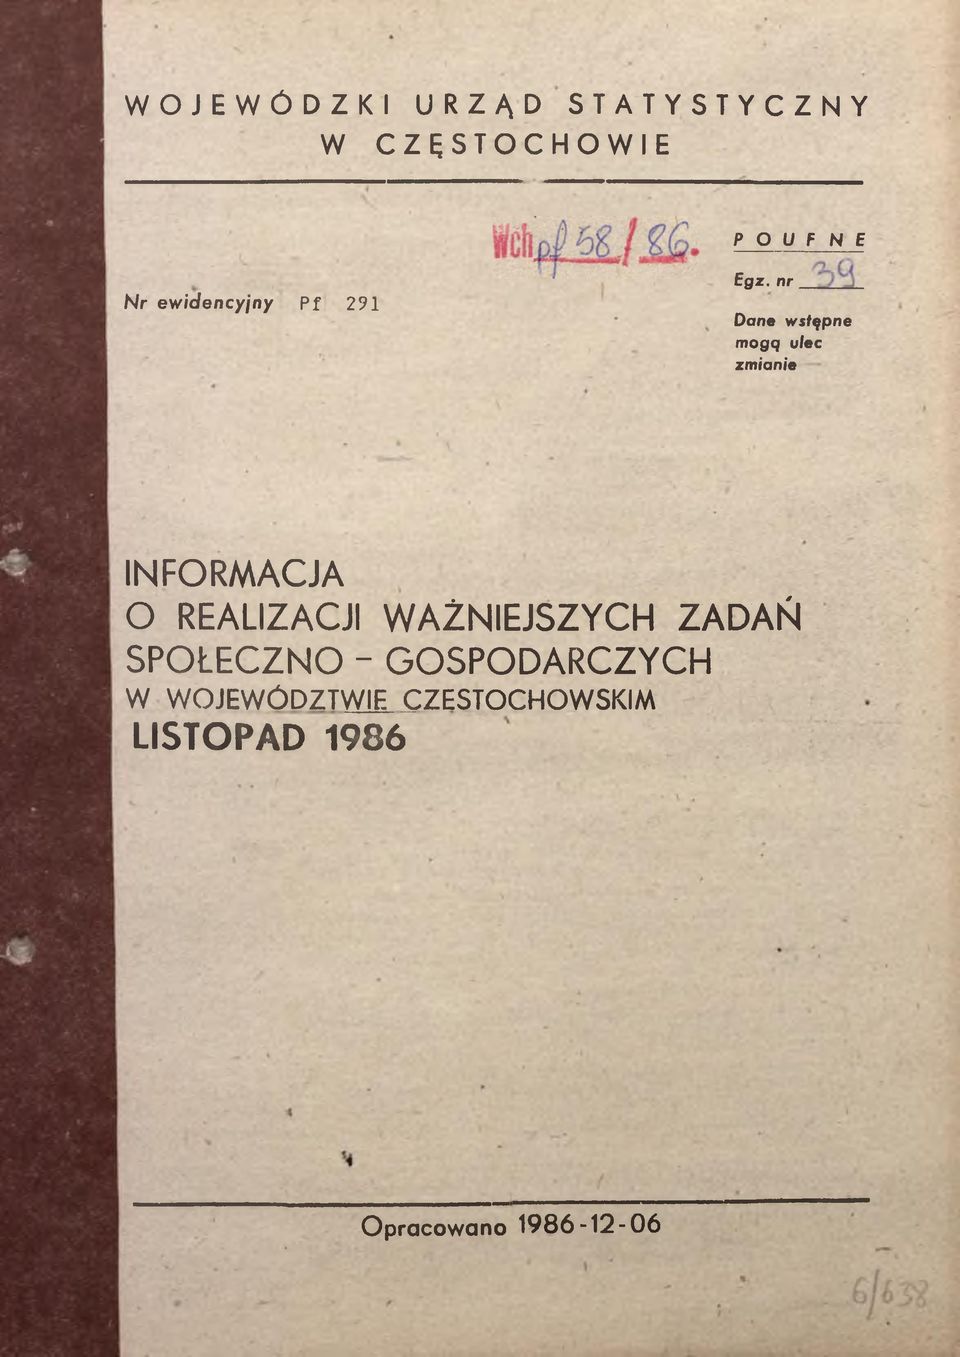 WOJEWÓDZKI URZĄD STATYSTYCZNY
W CZĘSTOCHOWIE
Wch pf 58/86.
POUFNE
Egz. nr 39
Nr ewidencyjny Pf 291
Dane wstępne
mogą ulec
zmianie
INFORMACJA
O REALIZACJI WAŻNIEJSZYCH ZADAŃ
SPOŁECZNO - GOSPODARCZYCH
W WOJEWÓDZTWIE CZĘSTOCHOWSKIM
LISTOPAD 1986
Opracowano 1986-12-06
6/638